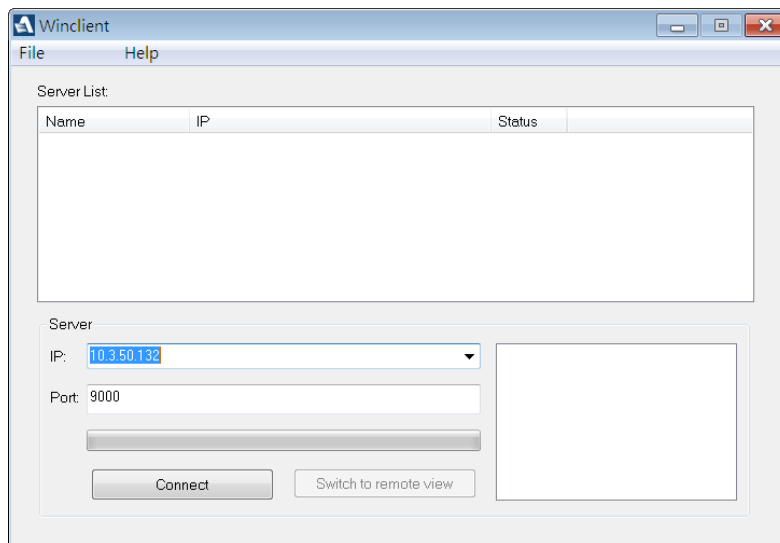 Winclient
File Help
Server List:
Name IP Status
Server
IP: 10.3.50.132
Port: 9000
Connect Switch to remote view